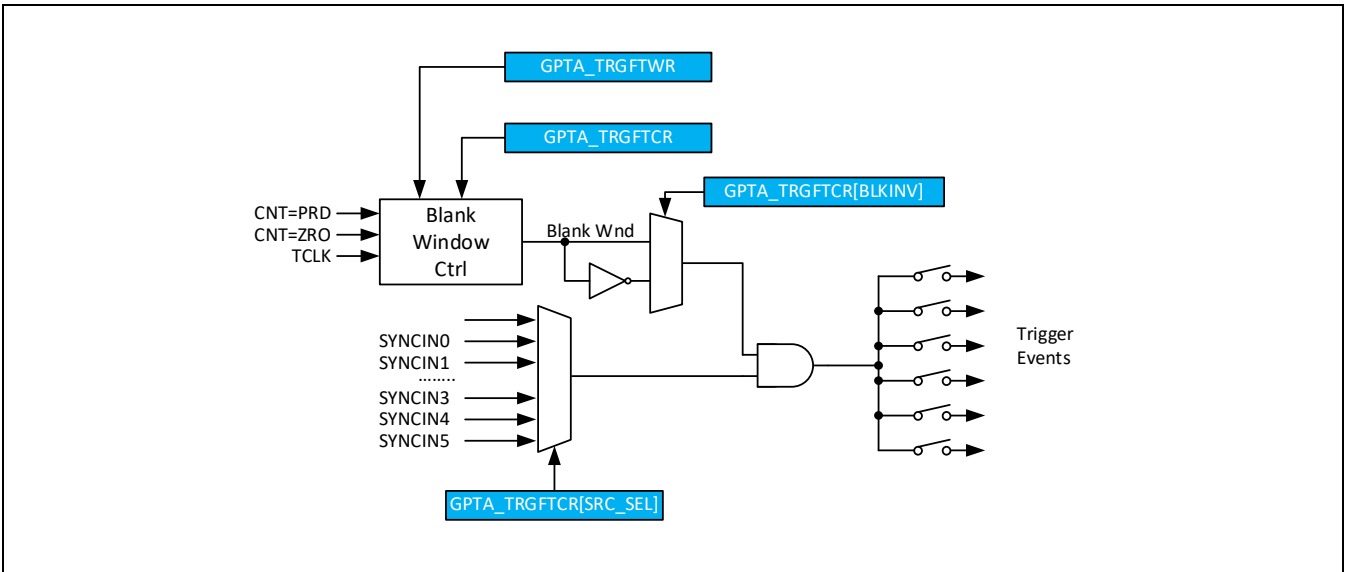 GPTA_TRGFTWR
GPTA_TRGFTCR
GPTA_TRGFTCR[BLKINV]
CNT=PRD
CNT=ZRO
TCLK
Blank
Window
Ctrl
Blank Wnd
SYNCIN0
SYNCIN1
........
SYNCIN3
SYNCIN4
SYNCIN5
Trigger
Events
GPTA_TRGFTCR[SRC_SEL]